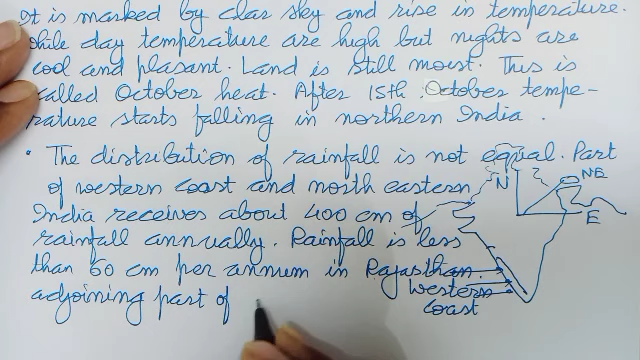 It is marked by clar sky and rise in temperature.
While day temperature are high but nights are
cool and plasant. Land is still moist. This is
called October heat. After 15th October tempe-
rature starts falling in northern India.
• The distribution of rainfall is not equal. Part
of western coast and north eastern
India receives about 400 cm of
rainfall annually. Rainfall is less
than 60 cm per annum in Rajasthan.
adjoining part of
N
NE
E
Western
Coast